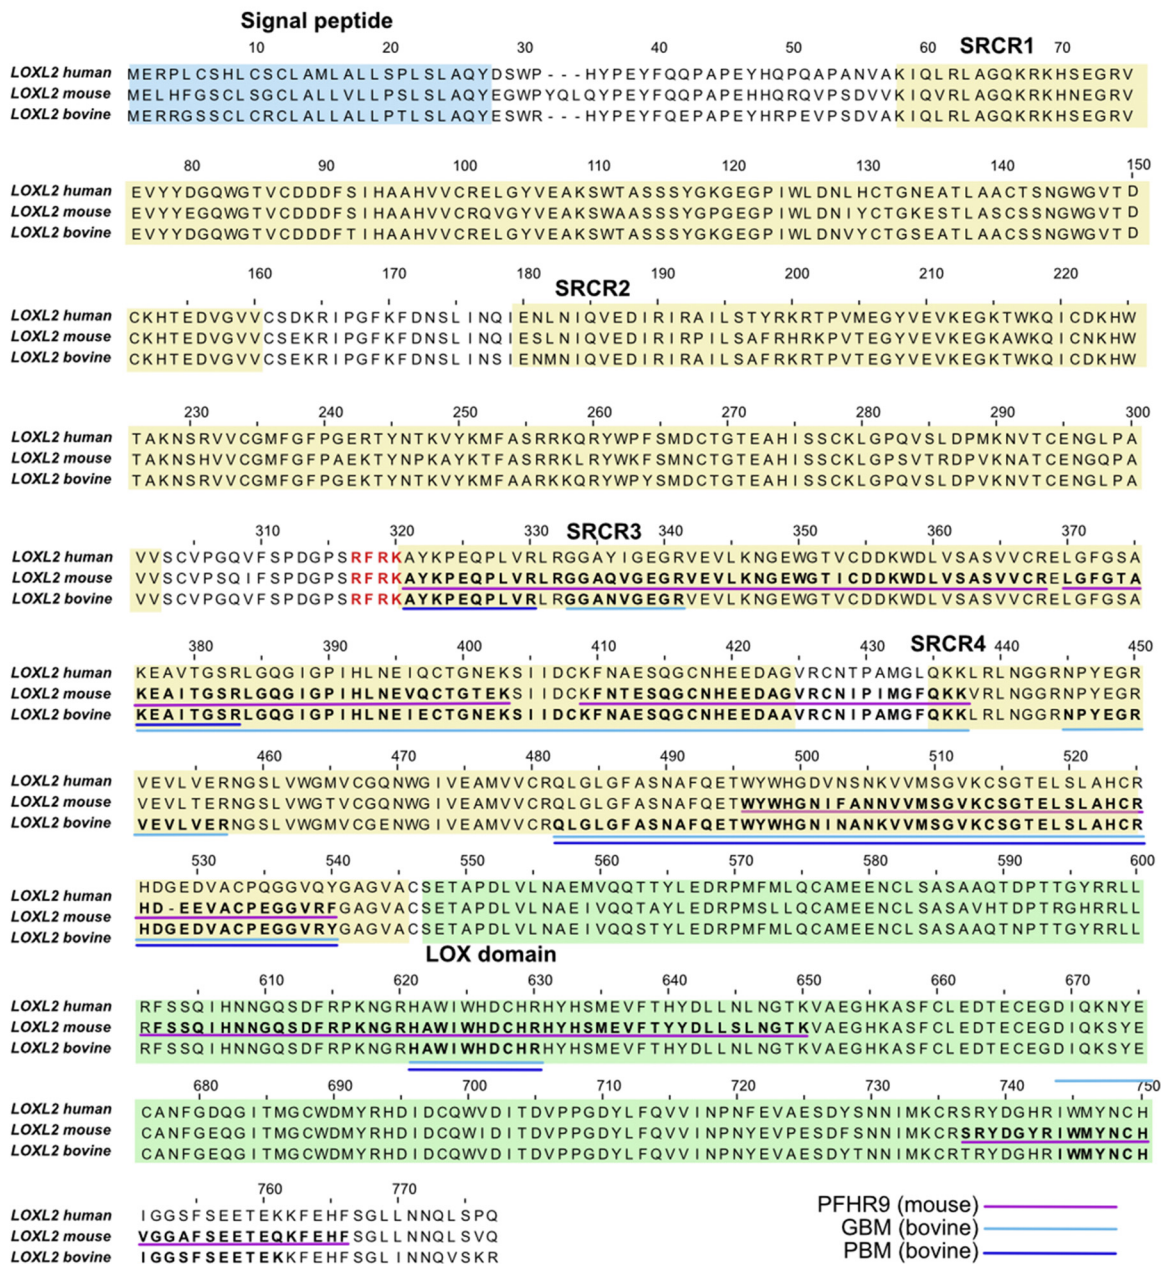 Signal peptide
10 20 30 40 50 60 SRCR1 70
LOXL2 human MERPLCSHLCSCLAMLALLSPLSLAQYDSWP---HYPEYFQQPAPEYHQPQAPANVAKIQLRLAGQKRKHSEGRV
LOXL2 mouse MELHFGSCLSGCLALLVLLPSLSLAQYEGWPYQLQYPEYFQQPAPEHHQRQVPSDVVKIQVRLAGQKRKHNEGRV
LOXL2 bovine MERRGSSCLCRCLALLALLPTLSLAQYESWR---HYPEYFQEPAPEYHRPEVPSDVAKIQLRLAGQKRKHSEGRV
80 90 100 110 120 130 140 150
LOXL2 human EVYYDGQWGTVCDDDFSIHAAHVVCRELGYVEAKSWTASSSYGKGEGPIWLDNLHCTGNEATLAACTSNGWGVTD
LOXL2 mouse EVYYEGQWGTVCDDDFSIHAAHVVCRQVGYVEAKSWAASSSYGPGEGPIWLDNIYCTGKESTLASCSSNGWGVTD
LOXL2 bovine EVYYDGQWGTVCDDDFTIHAAHVVCRELGYVEAKSWTASSSYGKGEGPIWLDNVYCTGSEATLAACSSNGWGVTD
160 170 180 SRCR2 190 200 210 220
LOXL2 human CKHTEDVGVVCSDKRIPGFKFDNSLINQIENLNIQVEDIRIRAILSTYRKRTPVMEGYVEVKEGKTWKQICDKHW
LOXL2 mouse CKHTEDVGVVCSEKRIPGFKFDNSLINQIESLNIQVEDIRIRPILSAFRHRKPVTEGYVEVKEGKAWKQICNKHW
LOXL2 bovine CKHTEDVGVVCSEKRIPGFKFDNSLINSIENMNIQVEDIRIRAILSAFRKRTPVTEGYVEVKEGKTWKQICDKHW
230 240 250 260 270 280 290 300
LOXL2 human TAKNSRVVCGMFGFPGERTYNTKVYKMFASRRKQRYWPFSMDCTGTEAHISSCKLGPQVSLDPMKNVTCENGLPA
LOXL2 mouse TAKNSHVVCGMFGFPAEKTYNPKAYKTFASRRKLRYWKFSMNCTGTEAHISSCKLGPSVTRDPVKNATCENGQPA
LOXL2 bovine TAKNSRVVCGMFGFPGEKTYNTKVYKMFAARKKQRYWPYSMDCTGTEAHISSCKLGPQVSLDPVKNVTCENGLPA
310 320 330 SRCR3 340 350 360 370
LOXL2 human VVSCVPGQVFSPDGPSRFRKAYKPEQPLVRLRGGAYIGEGRVEVLKNGEWGTVCDDKWDLVSASVVCRELGFGSA
LOXL2 mouse VVSCVPSQIFSPDGPSRFRKAYKPEQPLVRLRGGAQVGEGRVEVLKNGEWGTICDDKWDLVSASVVCRELGFGTA
LOXL2 bovine VVSCVPGQVFSPDGPSRFRKAYKPEQPLVRLRGGANVGEGRVEVLKNGEWGTVCDDKWDLVSASVVCRELGFGSA
380 390 400 410 420 430 SRCR4 440 450
LOXL2 human KEAVTGSRLGQGIGPIHLNEIQCTGNEKSIIDCKFNAESQGCNHEEDAGVRCNTPAMGLQKKLRLNGGRNPYEGR
LOXL2 mouse KEAITGSRLGQGIGPIHLNEVQCTGTEKSIIDCKFNTESQGCNHEEDAGVRCNIPIMGFQKKVRLNGGRNPYEGR
LOXL2 bovine KEAITGSRLGQGIGPIHLNEIECTGNEKSIIDCKFNAESQGCNHEEDAAVRCNIPAMGFQKKLRLNGGRNPYEGR
460 470 480 490 500 510 520
LOXL2 human VEVLVERNGSLVWGMVCGQNWGIVEAMVVCRQLGLGFASNAFQETWYWHGDVNSNKVVMSGVKCSGTELSLAHCR
LOXL2 mouse VEVLTERNGSLVWGTVCGQNWGIVEAMVVCRQLGLGFASNAFQETWYWHGNIFANNVVMSGVKCSGTELSLAHCR
LOXL2 bovine VEVLVERNGSLVWGMVCGENWGIVEAMVVCRQLGLGFASNAFQETWYWHGNINANKVVMSGVKCSGTELSLAHCR
530 540 550 560 570 580 590 600
LOXL2 human HDGEDVACPQGGVQYGAGVACSETAPDLVLNAEMVQQTTYLEDRPMFMLQCAMEENCLSASAAQTDPTTGYRRLL
LOXL2 mouse HD-EEVACPEGGVRFGAGVACSETAPDLVLNAEIVQQTAYLEDRPMSLLQCAMEENCLSASAVHTDPTRGHRRLL
LOXL2 bovine HDGEDVACPEGGVRYGAGVACSETAPDLVLNAEIVQQSTYLEDRPMFMLQCAMEENCLSASAAQTNPTTGYRRLL
LOX domain
610 620 630 640 650 660 670
LOXL2 human RFSSQIHNNGQSDFRPKNGRHAWIWHDCHRHYHSMEVFTHYDLLNLNGTKVAEGHKASFCLEDTECEGDIQKNYE
LOXL2 mouse RFSSQIHNNGQSDFRPKNGRHAWIWHDCHRHYHSMEVFTYYDLLSLNGTKVAEGHKASFCLEDTECEGDIQKSYE
LOXL2 bovine RFSSQIHNNGQSDFRPKNGRHAWIWHDCHRHYHSMEVFTHYDLLNLNGTKVAEGHKASFCLEDTECEGDIQKSYE
680 690 700 710 720 730 740 750
LOXL2 human CANFGDQGITMGCWDMYRHDIDCQWVDITDVPPGDYLFQVVINPNFEVAESDYSNNIMKCRSRYDGHRIWMYNCH
LOXL2 mouse CANFGEQGITMGCWDMYRHDIDCQWIDITDVPPGDYLFQVVINPNYEVPESDFSNNIMKCRSRYDGYRIWMYNCH
LOXL2 bovine CANFGEQGITMGCWDMYRHDIDCQWVDITDVPPGDYLFQVVINPNYEVAESDYTNNIMKCRTRYDGHRIWMYNCH
760 770
LOXL2 human IGGSFSEETEKKFEHFSGLLNNQLSPQ
LOXL2 mouse VGGAFSEETEQKFEHFSGLLNNQLSVQ
LOXL2 bovine IGGSFSEETEKKFEHFSGLINNQVSKR
PFHR9 (mouse)
GBM (bovine)
PBM (bovine)